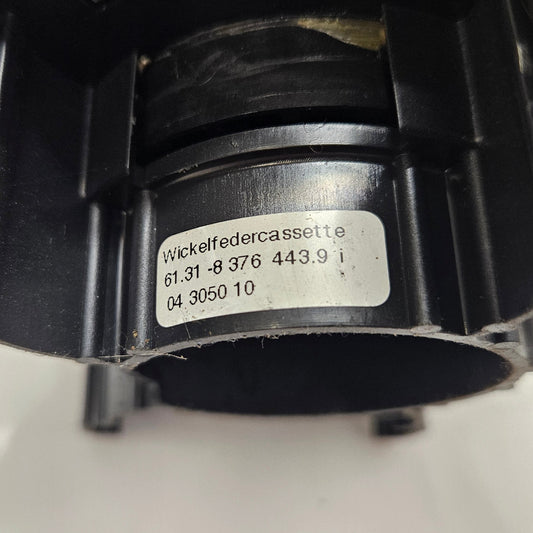 Wickelfedercassette
61.31 -8 376 443.9 i
04 3050 10